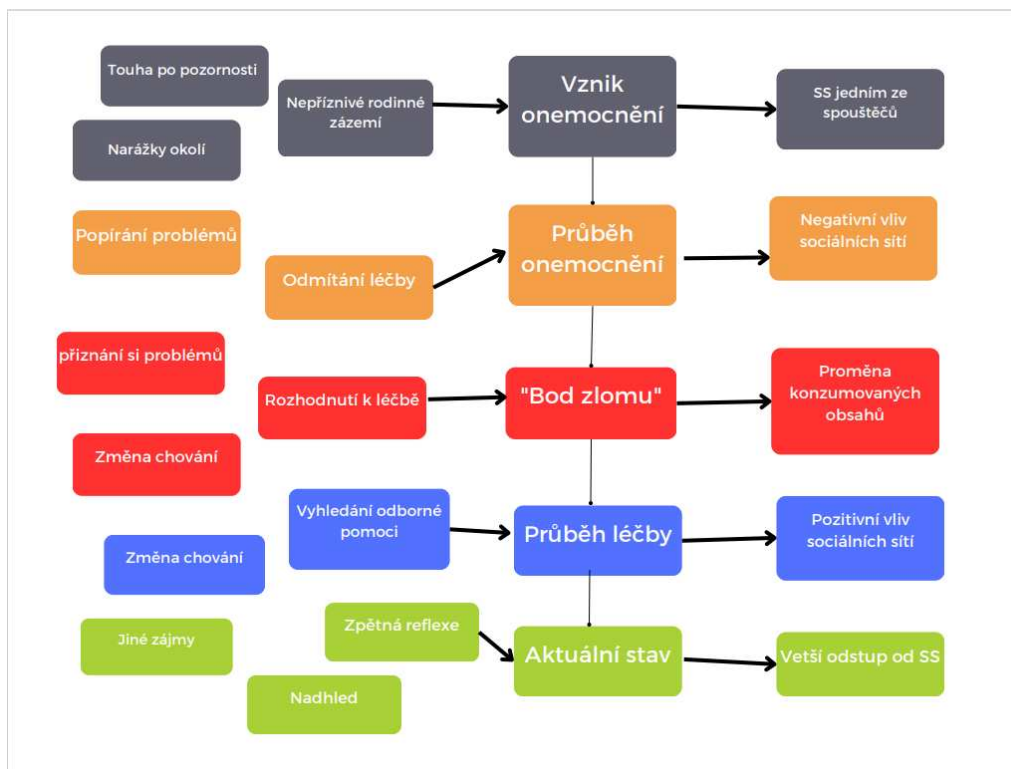 Touha po pozornosti
Nepříznivé rodinné
zázemí
Vznik
onemocnění
SS jedním ze
spouštěčů
Narážky okolí
Popírání problémů
Odmítání léčby
Průběh
onemocnění
Negativní vliv
sociálních sítí
přiznání si problémů
Rozhodnutí k léčbě
"Bod zlomu"
Proměna
konzumovaných
obsahů
Změna chování
Vyhledání odborné
pomoci
Průběh léčby
Pozitivní vliv
sociálních sítí
Změna chování
Jiné zájmy
Zpětná reflexe
Aktuální stav
Vetší odstup od SS
Nadhled